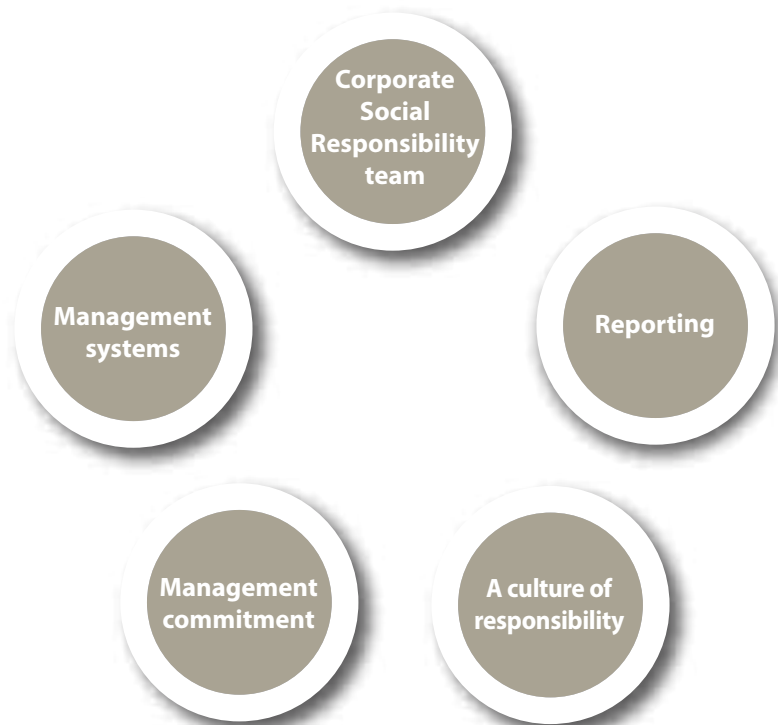 Corporate
Social
Responsibility
team
Management
systems
Reporting
Management
commitment
A culture of
responsibility